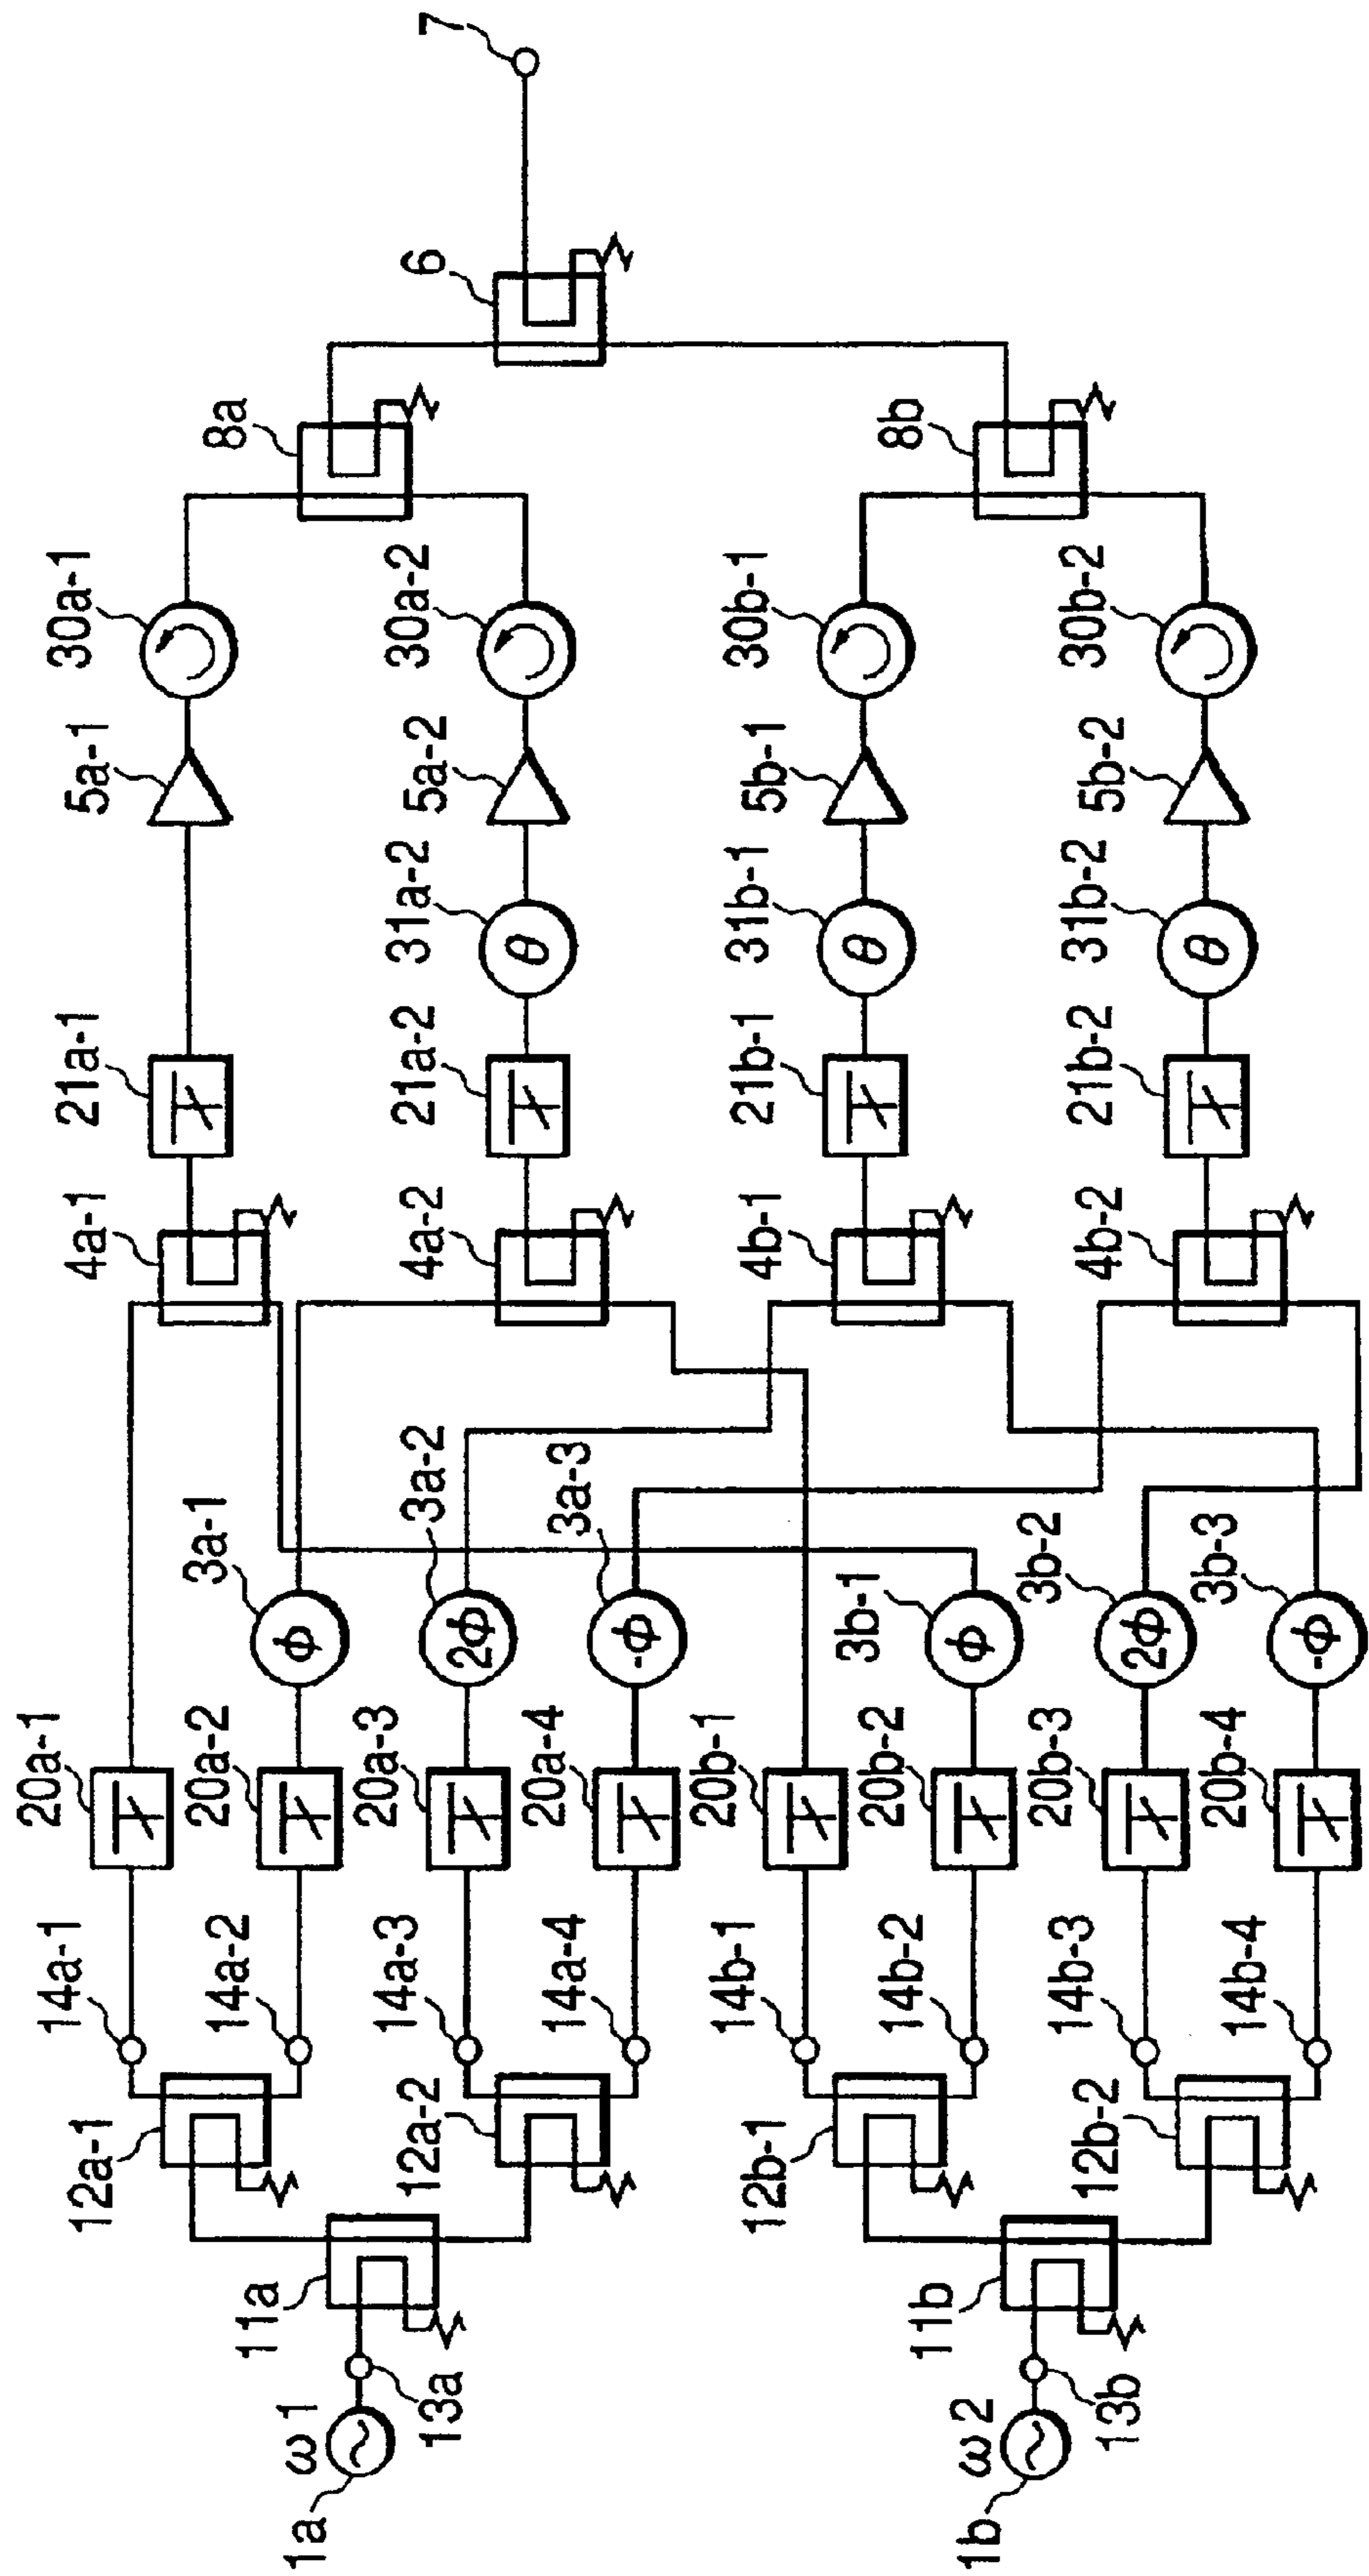 1a
ω1
13a
11a
12a-1
14a-1
20a-1
14a-2
20a-2
3a-1
φ
12a-2
14a-3
20a-3
3a-2
2φ
14a-4
20a-4
3a-3
-φ
1b
ω2
13b
11b
12b-1
14b-1
20b-1
14b-2
20b-2
3b-1
φ
12b-2
14b-3
20b-3
3b-2
2φ
14b-4
20b-4
3b-3
-φ
4a-1
21a-1
5a-1
30a-1
4a-2
21a-2
31a-2
θ
5a-2
30a-2
4b-1
21b-1
31b-1
θ
5b-1
30b-1
4b-2
21b-2
31b-2
θ
5b-2
30b-2
8a
8b
6
7